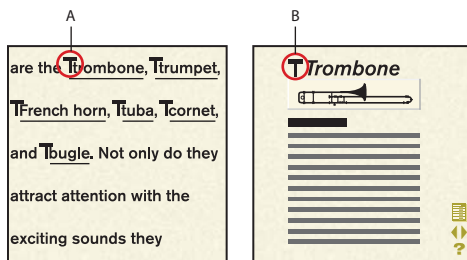 A
are the Ttrombone, Ttrumpet,
TFrench horn, Ttuba, Tcornet,
and Tbugle. Not only do they
attract attention with the
exciting sounds they
B
TTrombone
?